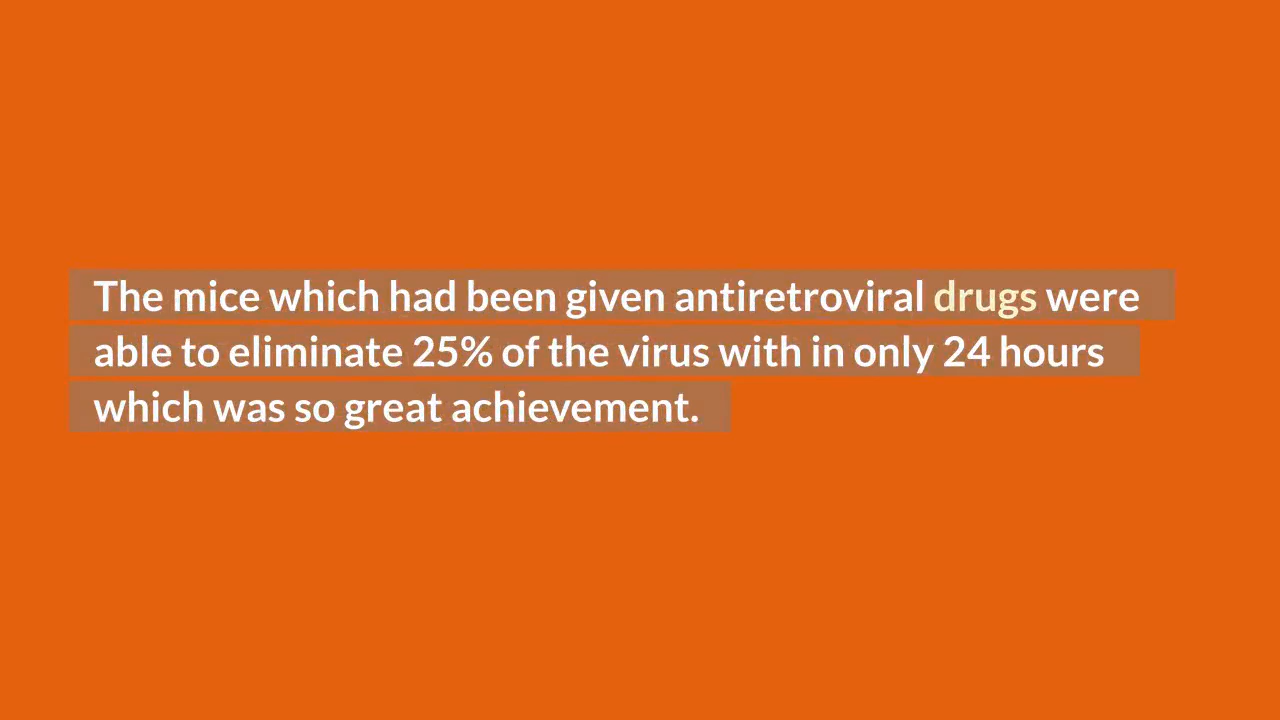 The mice which had been given antiretroviral drugs were
able to eliminate 25% of the virus with in only 24 hours
which was so great achievement.